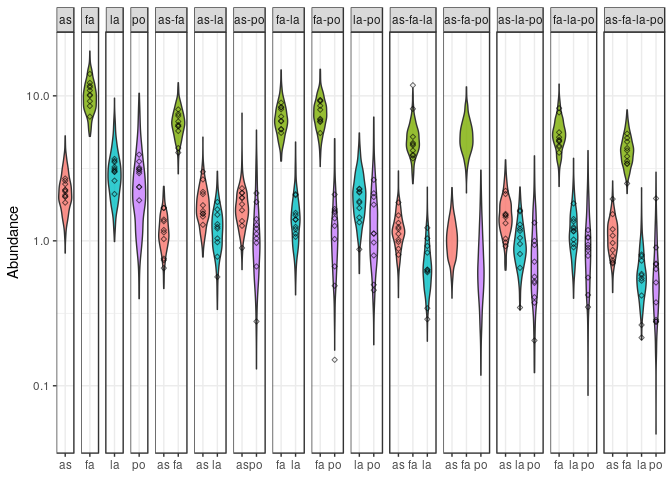 as fa la po as-fa as-la as-po fa-la fa-po la-po as-fa-la as-fa-po as-la-po fa-la-po as-fa-la-po
10.0
1.0
0.1
Abundance
as fa la po as fa as la aspo fa la fa po la po as fa la as fa po as la po fa la po as fa la po